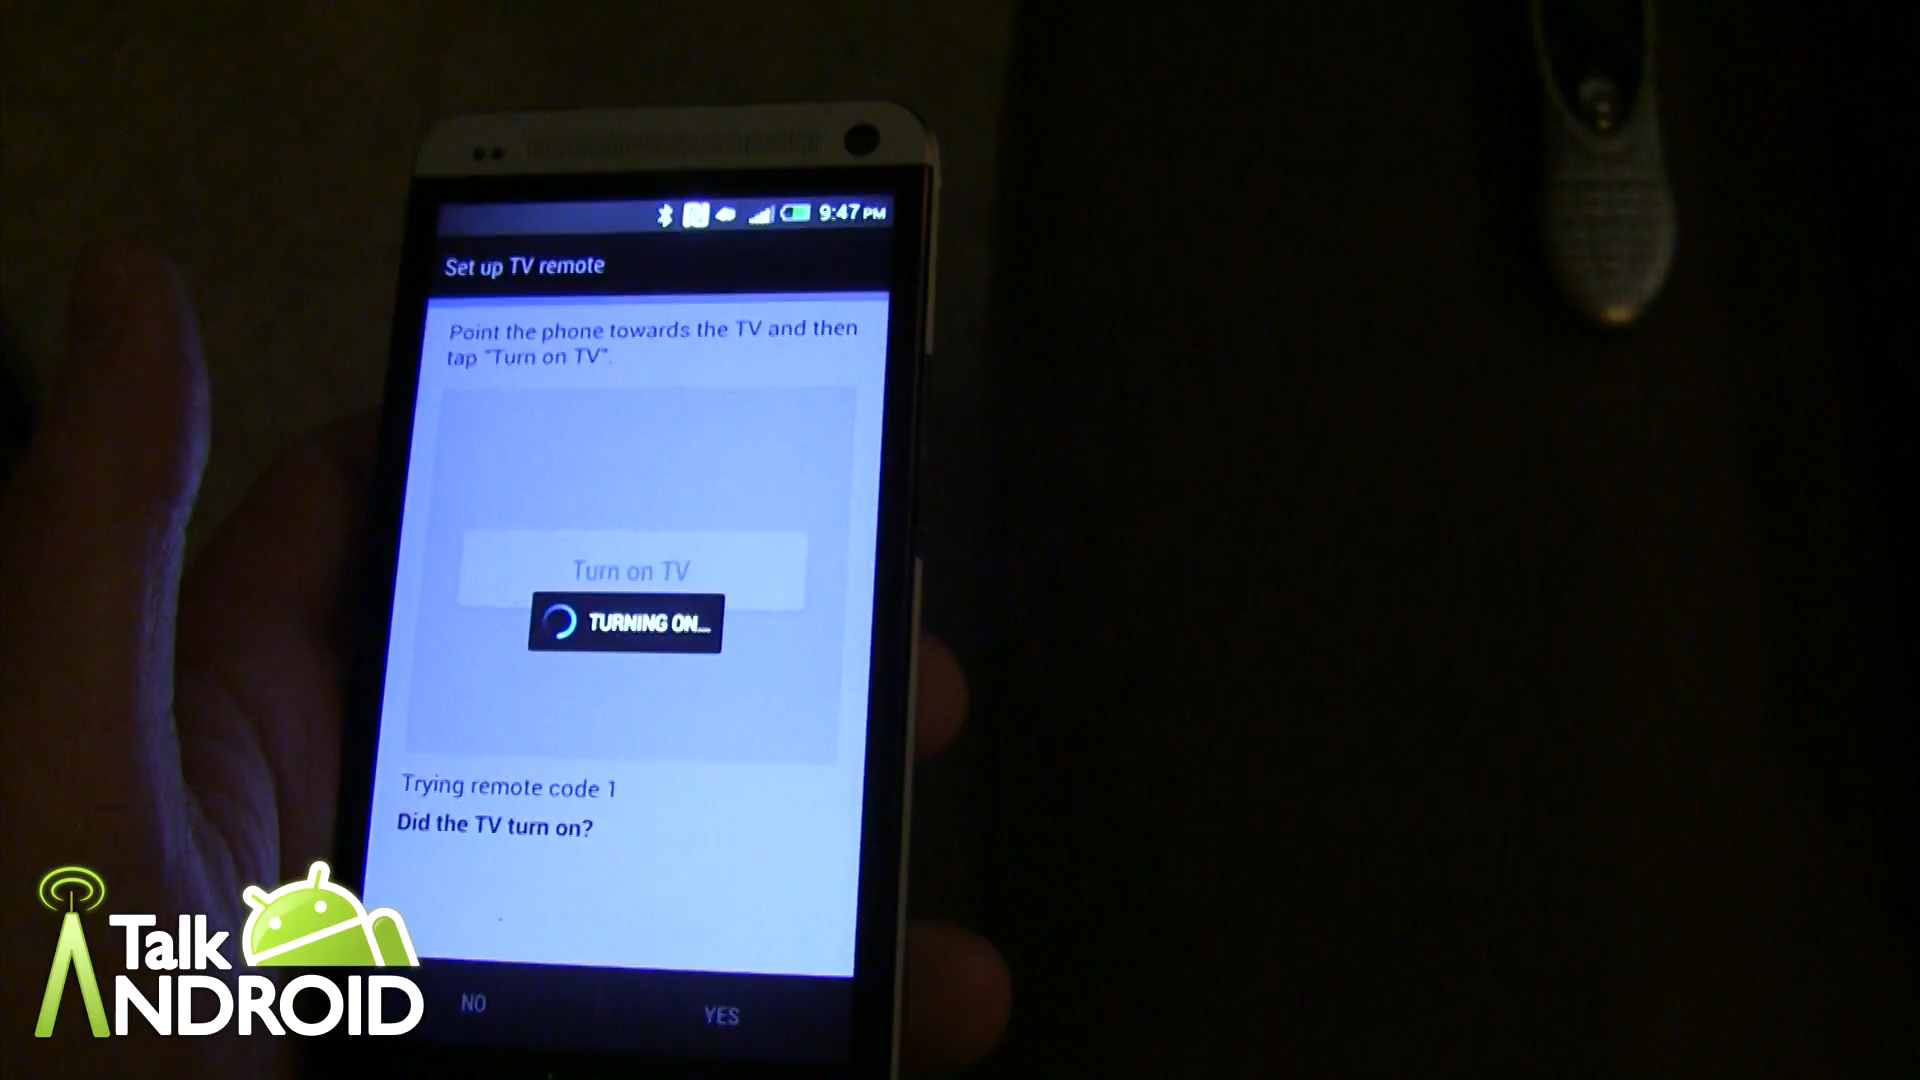 9:47 PM
Set up TV remote
Point the phone towards the TV and then
tap "Turn on TV".
Turn on TV
TURNING ON...
Trying remote code 1
Did the TV turn on?
NO
YES
Talk
ANDROID